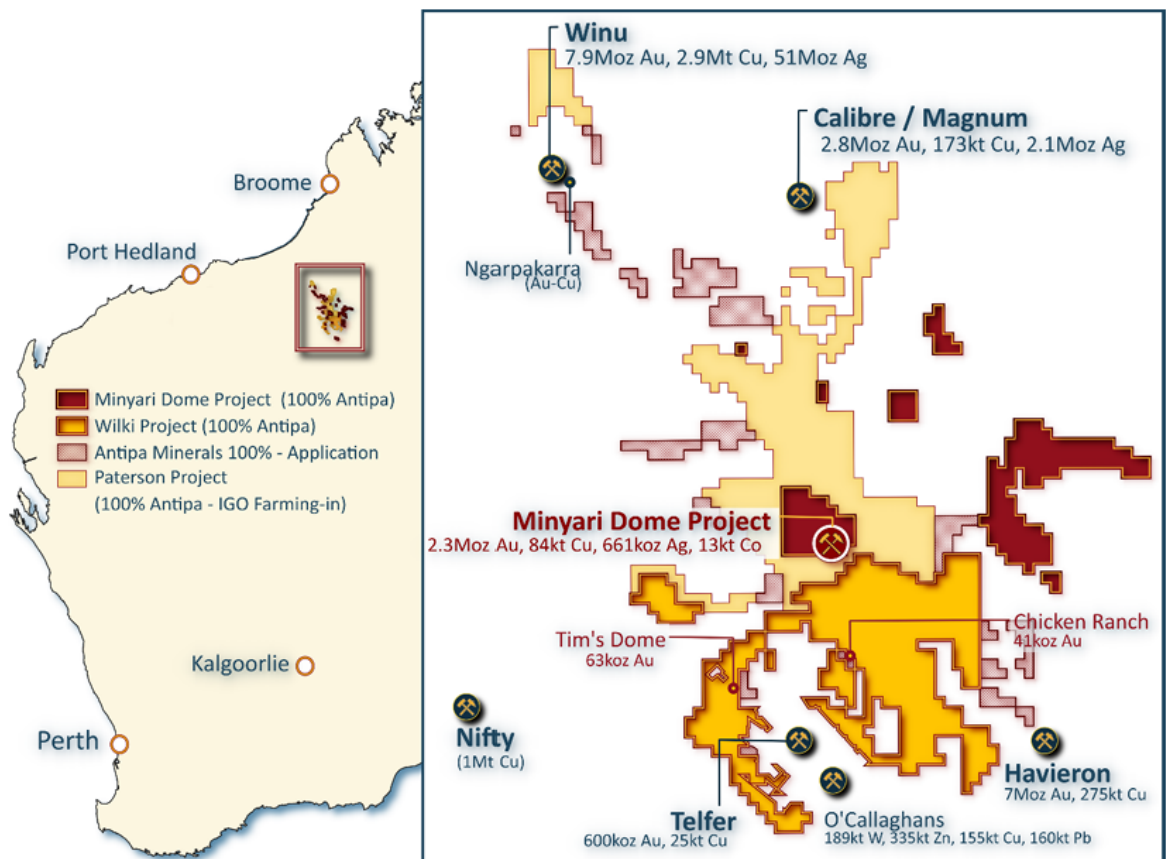 Broome
Port Hedland
Minyari Dome Project (100% Antipa)
Wilki Project (100% Antipa)
Antipa Minerals 100% - Application
Paterson Project
(100% Antipa - IGO Farming-in)
Kalgoorlie
Perth
Winu
7.9Moz Au, 2.9Mt Cu, 51Moz Ag
Calibre / Magnum
2.8Moz Au, 173kt Cu, 2.1Moz Ag
Ngarpakarra
(Au-Cu)
Minyari Dome Project
2.3Moz Au, 84kt Cu, 661koz Ag, 13kt Co
Tim's Dome
63koz Au
Chicken Ranch
41koz Au
Nifty
(1Mt Cu)
Telfer
600koz Au, 25kt Cu
O'Callaghans
189kt W, 335kt Zn, 155kt Cu, 160kt Pb
Havieron
7Moz Au, 275kt Cu